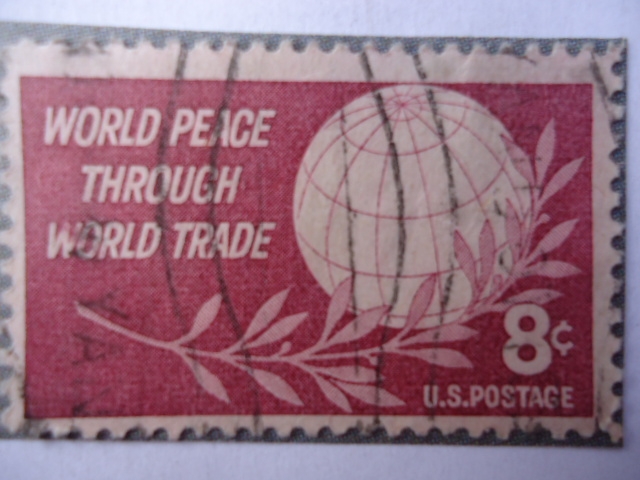 WORLD PEACE
THROUGH
WORLD TRADE
8¢
U.S.POSTAGE